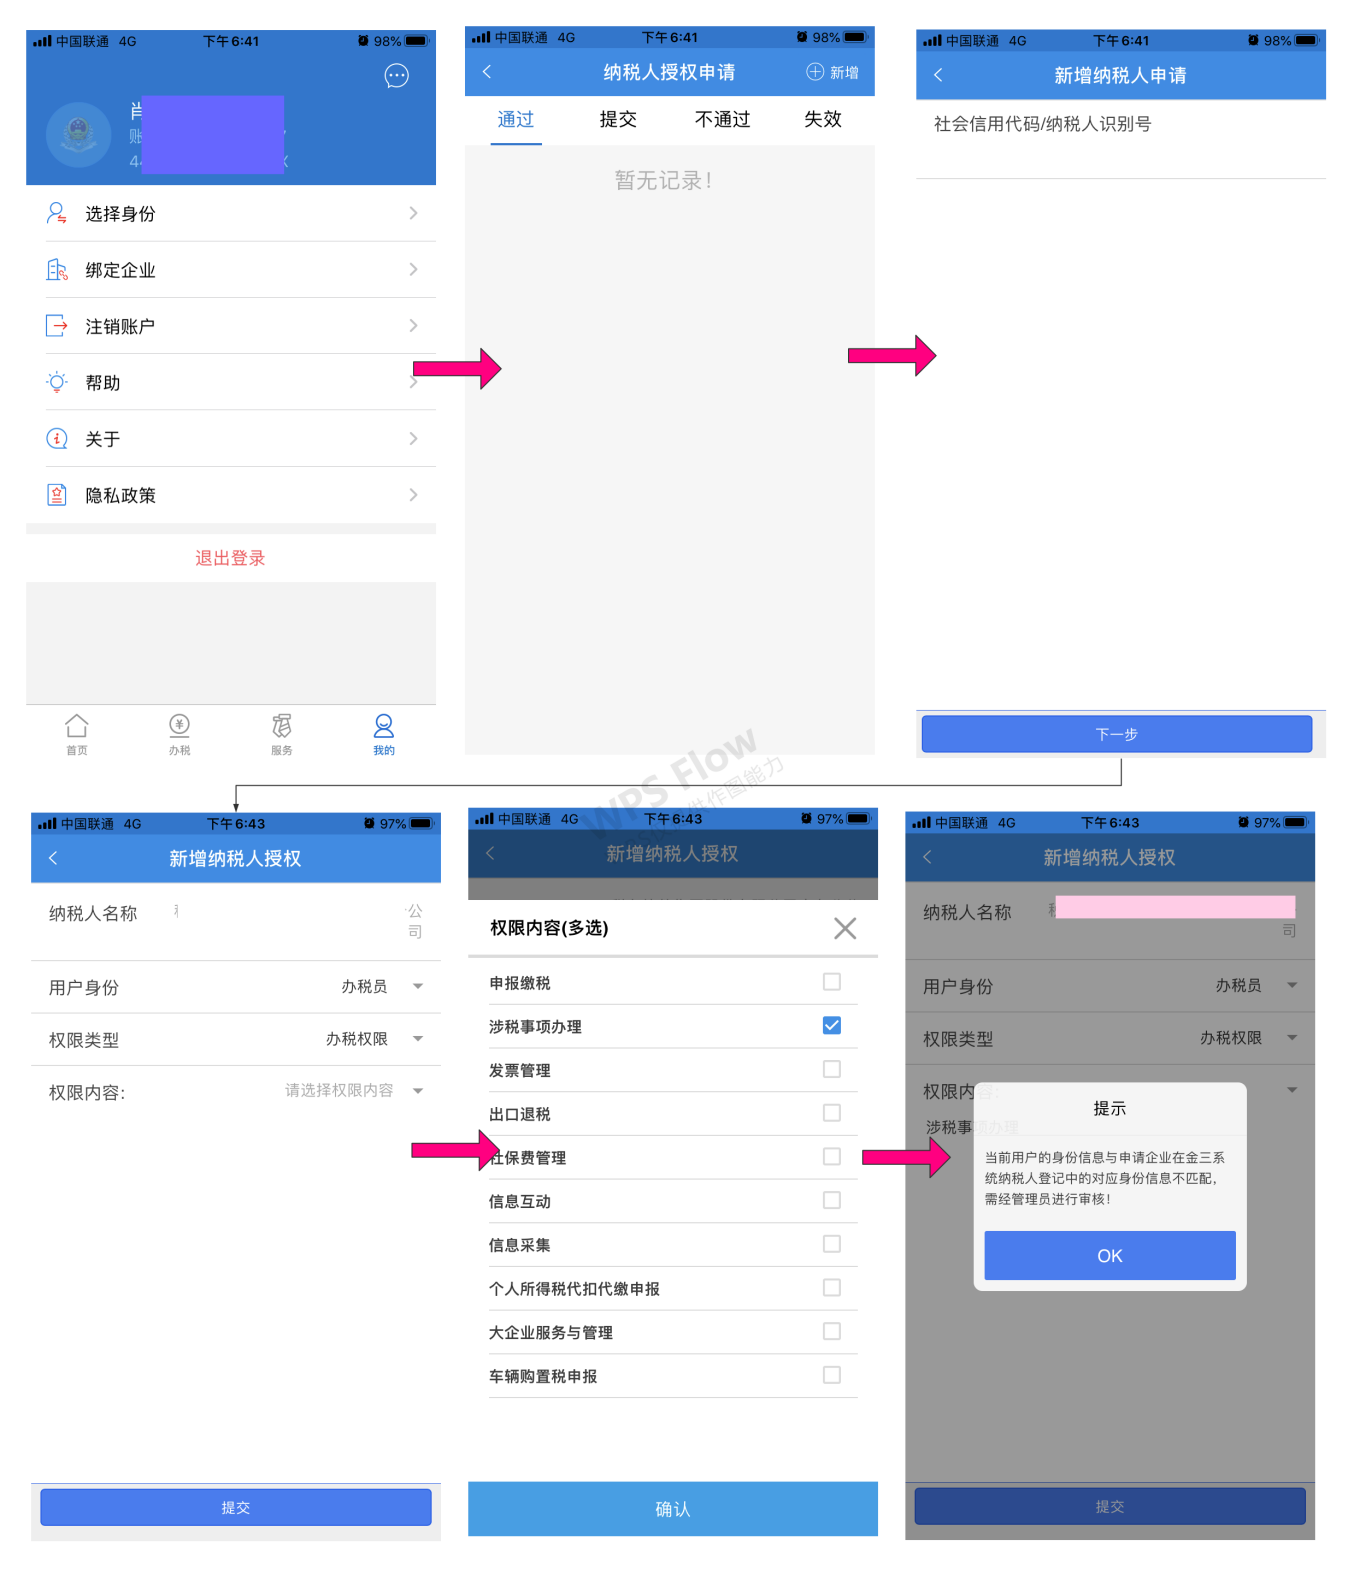 中国联通 4G 下午6:41 98%
肖
账
44 X
选择身份
绑定企业
注销账户
帮助
关于
隐私政策
退出登录
首页 办税 服务 我的
中国联通 4G 下午6:41 98%
纳税人授权申请 新增
通过 提交 不通过 失效
暂无记录!
中国联通 4G 下午6:41 98%
新增纳税人申请
社会信用代码/纳税人识别号
下一步
WPS Flow
中国联通 4G 下午6:43 97%
新增纳税人授权
纳税人名称 公
司
用户身份 办税员
权限类型 办税权限
权限内容: 请选择权限内容
提交
中国联通 4G 下午6:43 97%
新增纳税人授权
权限内容(多选)
申报缴税
涉税事项办理
发票管理
出口退税
社保费管理
信息互动
信息采集
个人所得税代扣代缴申报
大企业服务与管理
车辆购置税申报
确认
中国联通 4G 下午6:43 97%
新增纳税人授权
纳税人名称
司
用户身份 办税员
权限类型 办税权限
权限内容:
涉税事项办理
提示
当前用户的身份信息与申请企业在金三系
统纳税人登记中的对应身份信息不匹配,
需经管理员进行审核!
OK
提交